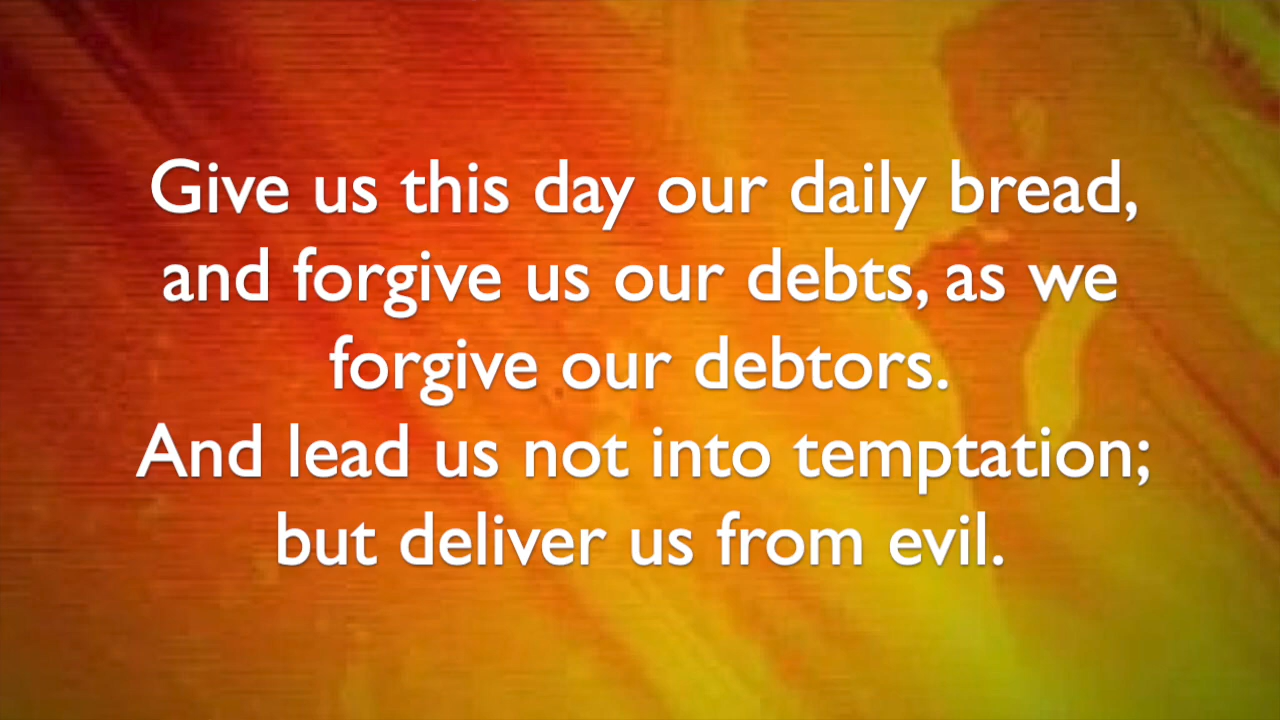 Give us this day our daily bread,
and forgive us our debts, as we
forgive our debtors.
And lead us not into temptation;
but deliver us from evil.